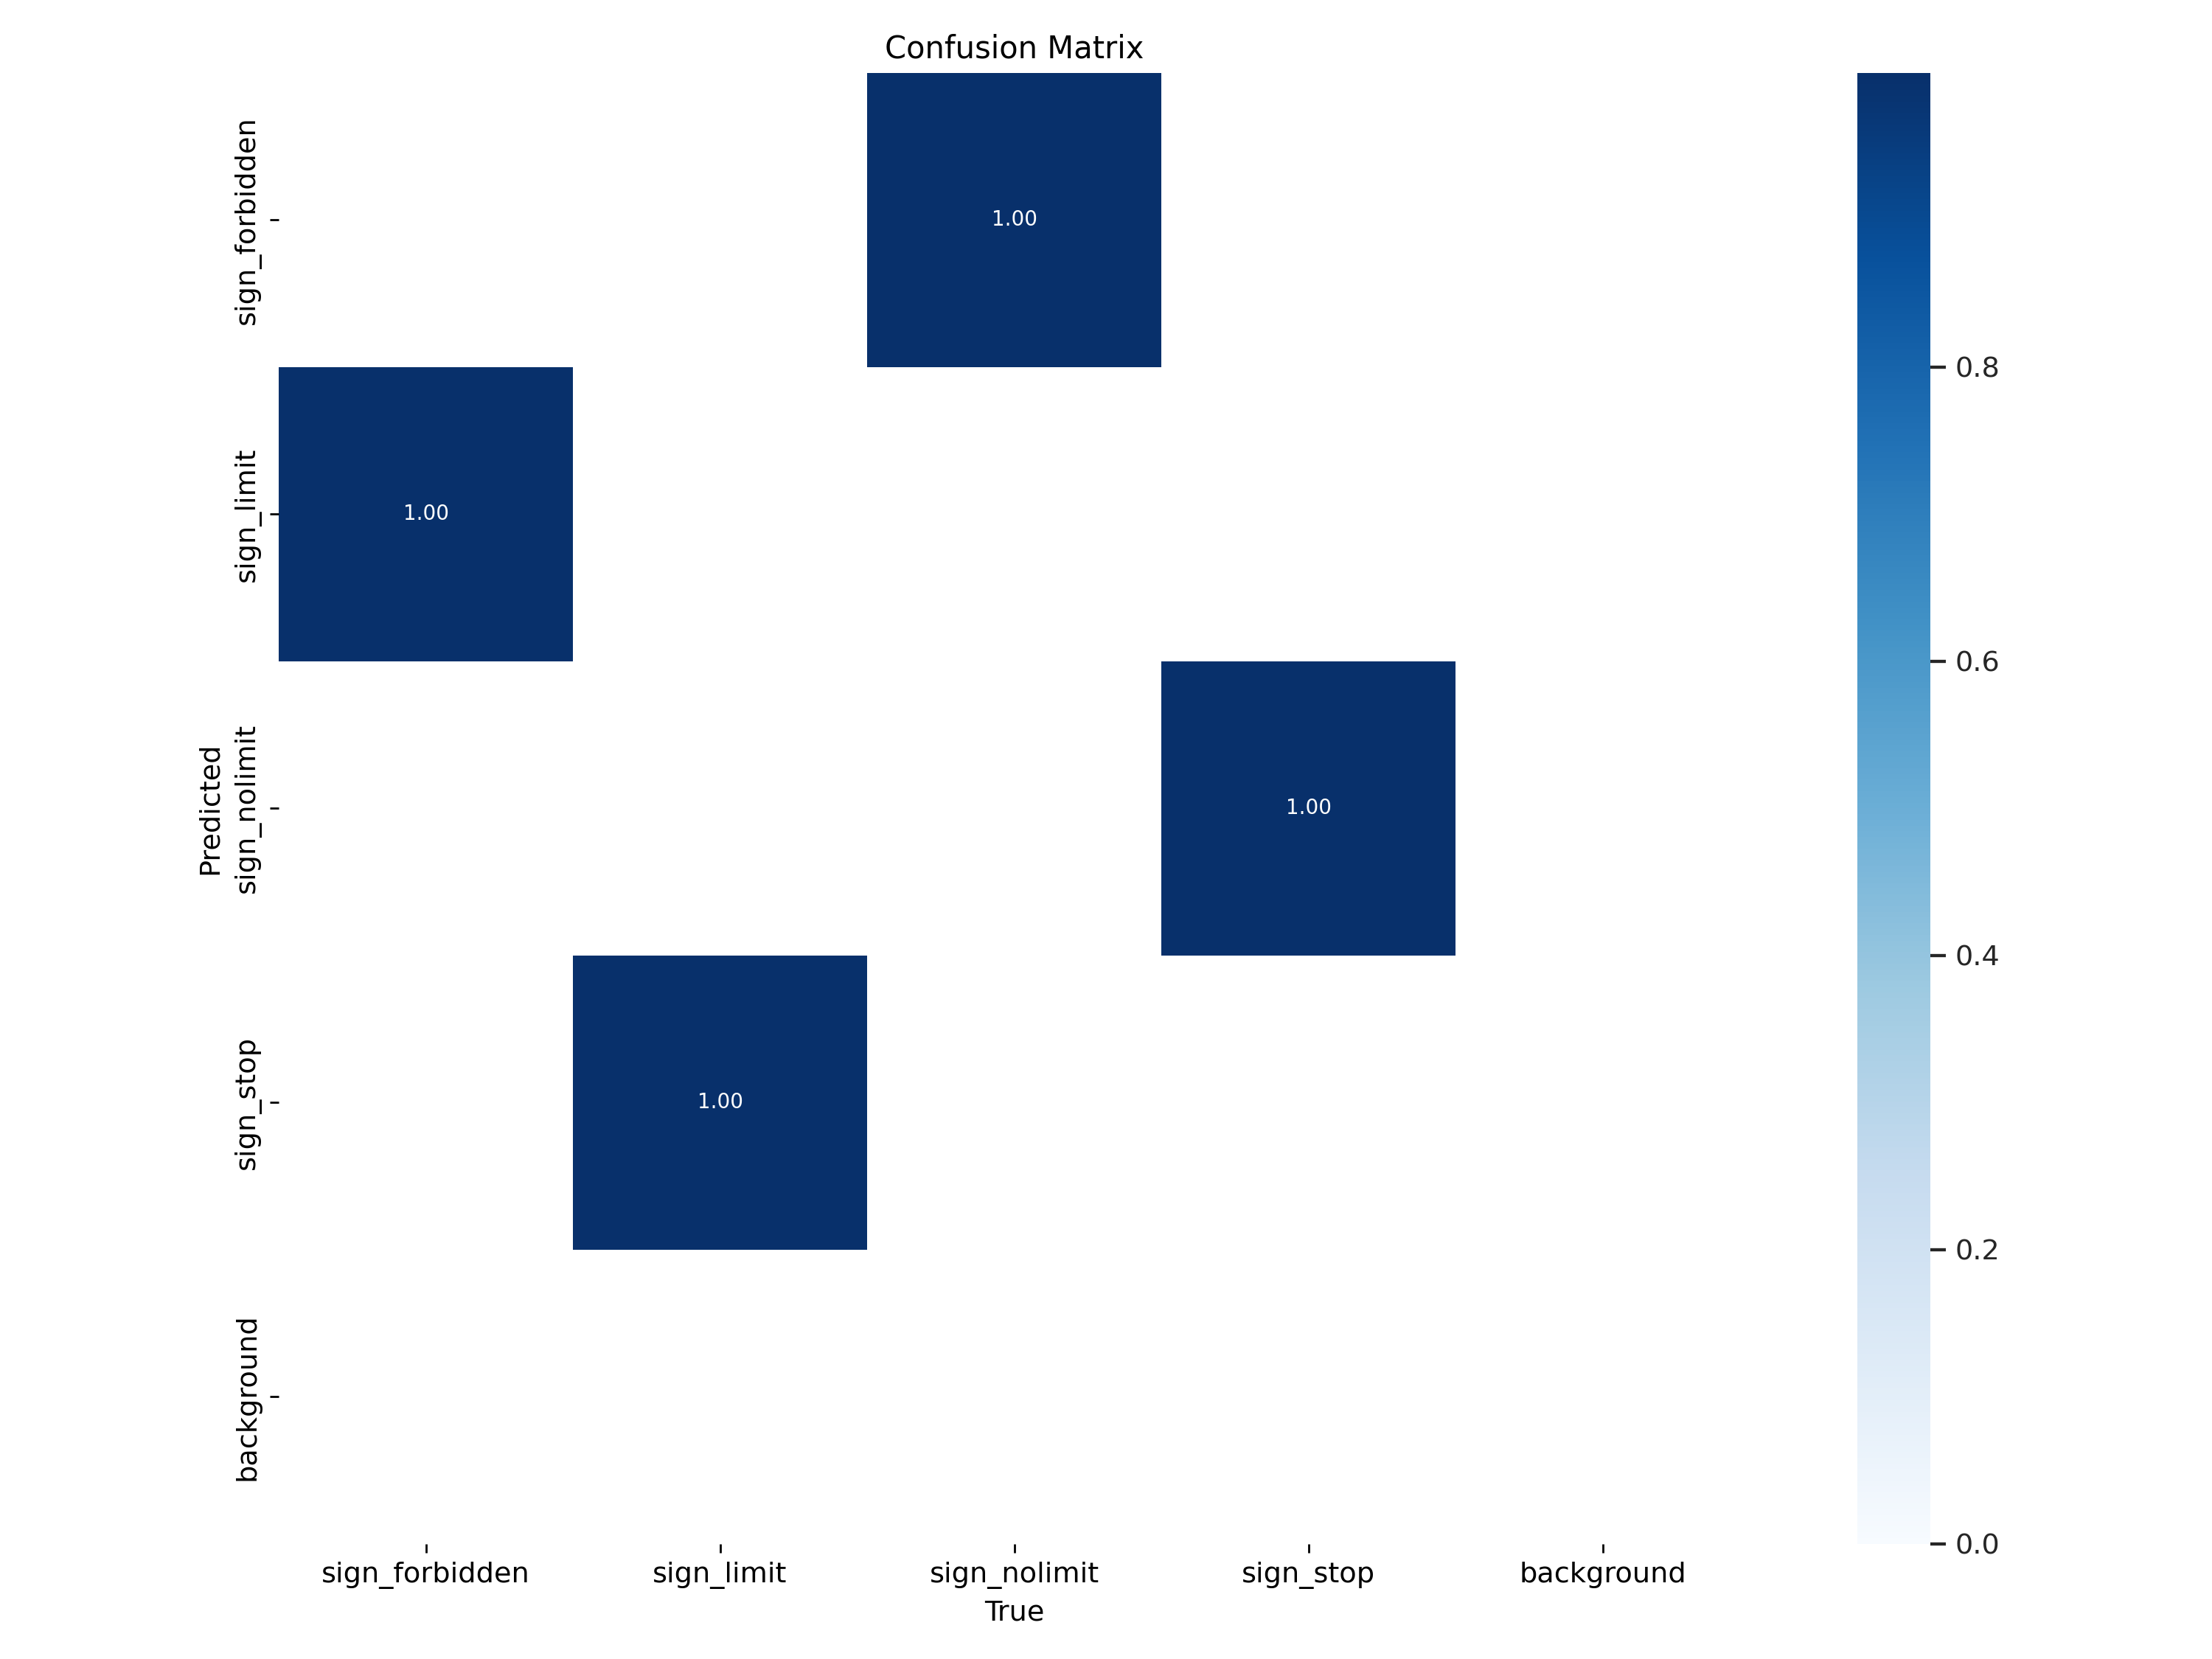 Confusion Matrix
sign_forbidden
1.00
sign_limit
1.00
Predicted
sign_nolimit
1.00
sign_stop
1.00
background
sign_forbidden sign_limit sign_nolimit sign_stop background
True
0.8
0.6
0.4
0.2
0.0